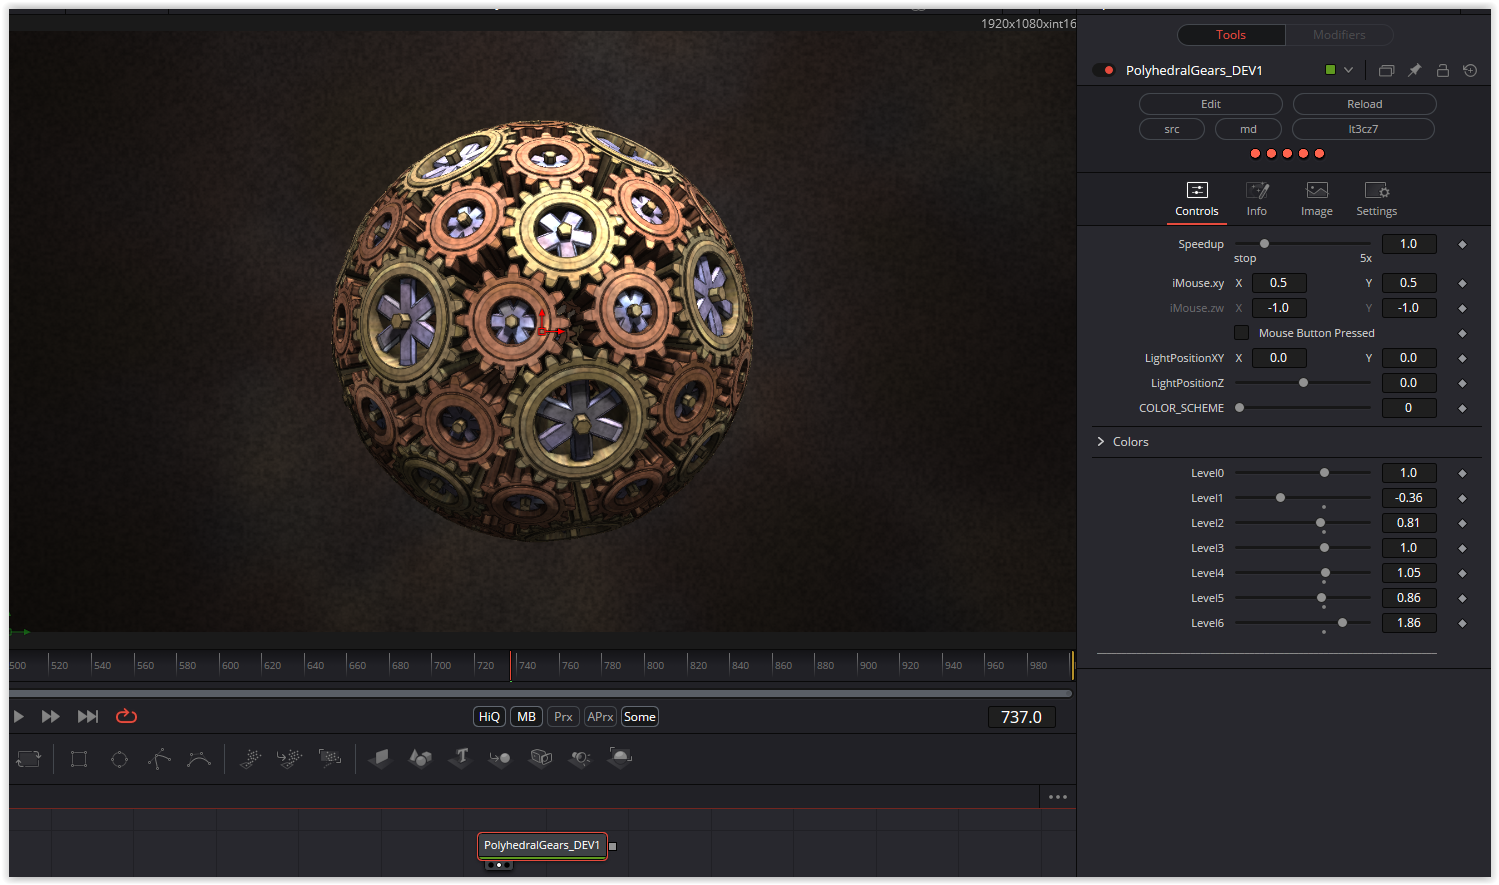 1920x1080xint16
Tools Modifiers
PolyhedralGears_DEV1
Edit Reload
src md lt3cz7
Controls Info Image Settings
Speedup 1.0
stop 5x
iMouse.xy X 0.5 Y 0.5
iMouse.zw X -1.0 Y -1.0
Mouse Button Pressed
LightPositionXY X 0.0 Y 0.0
LightPositionZ 0.0
COLOR_SCHEME 0
Colors
Level0 1.0
Level1 -0.36
Level2 0.81
Level3 1.0
Level4 1.05
Level5 0.86
Level6 1.86
500 520 540 560 580 600 620 640 660 680 700 720 740 760 780 800 820 840 860 880 900 920 940 960 980
HiQ MB Prx APrx Some 737.0
T
PolyhedralGears_DEV1